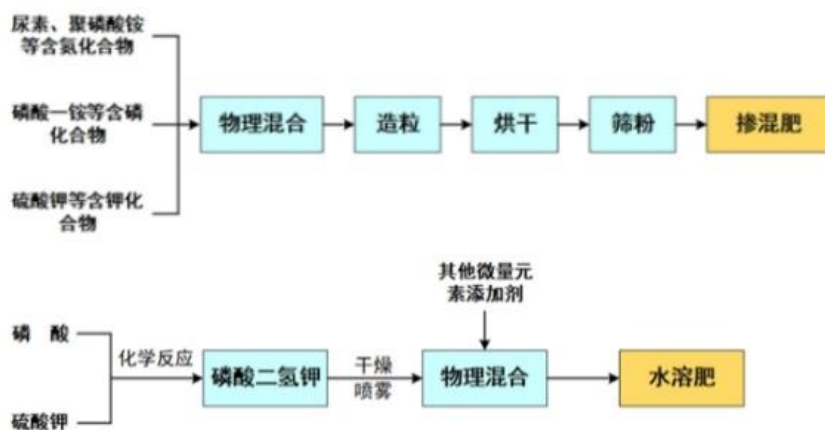 尿素、聚磷酸铵
等含氮化合物
磷酸一铵等含磷
化合物
硫酸钾等含钾化
合物
物理混合
造粒
烘干
筛粉
掺混肥
其他微量元
素添加剂
磷 酸
化学反应
硫酸钾
磷酸二氢钾
干燥
喷雾
物理混合
水溶肥